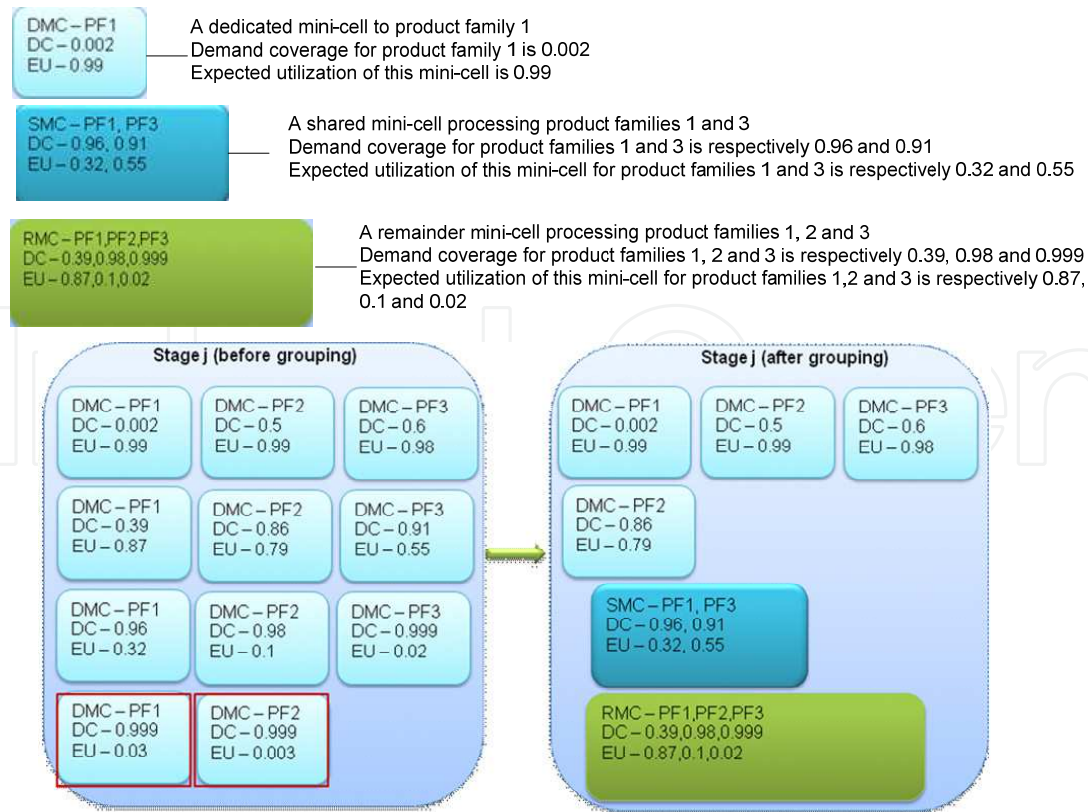 DMC – PF1
DC – 0.002
EU – 0.99
A dedicated mini-cell to product family 1
Demand coverage for product family 1 is 0.002
Expected utilization of this mini-cell is 0.99
SMC – PF1, PF3
DC – 0.96, 0.91
EU – 0.32, 0.55
A shared mini-cell processing product families 1 and 3
Demand coverage for product families 1 and 3 is respectively 0.96 and 0.91
Expected utilization of this mini-cell for product families 1 and 3 is respectively 0.32 and 0.55
RMC – PF1,PF2,PF3
DC – 0.39,0.98,0.999
EU – 0.87,0.1,0.02
A remainder mini-cell processing product families 1, 2 and 3
Demand coverage for product families 1, 2 and 3 is respectively 0.39, 0.98 and 0.999
Expected utilization of this mini-cell for product families 1,2 and 3 is respectively 0.87,
0.1 and 0.02
Stage j (before grouping)
DMC – PF1
DC – 0.002
EU – 0.99
DMC – PF2
DC – 0.5
EU – 0.99
DMC – PF3
DC – 0.6
EU – 0.98
DMC – PF1
DC – 0.39
EU – 0.87
DMC – PF2
DC – 0.86
EU – 0.79
DMC – PF3
DC – 0.91
EU – 0.55
DMC – PF1
DC – 0.96
EU – 0.32
DMC – PF2
DC – 0.98
EU – 0.1
DMC – PF3
DC – 0.999
EU – 0.02
DMC – PF1
DC – 0.999
EU – 0.03
DMC – PF2
DC – 0.999
EU – 0.003
Stage j (after grouping)
DMC – PF1
DC – 0.002
EU – 0.99
DMC – PF2
DC – 0.5
EU – 0.99
DMC – PF3
DC – 0.6
EU – 0.98
DMC – PF2
DC – 0.86
EU – 0.79
SMC – PF1, PF3
DC – 0.96, 0.91
EU – 0.32, 0.55
RMC – PF1,PF2,PF3
DC – 0.39,0.98,0.999
EU – 0.87,0.1,0.02